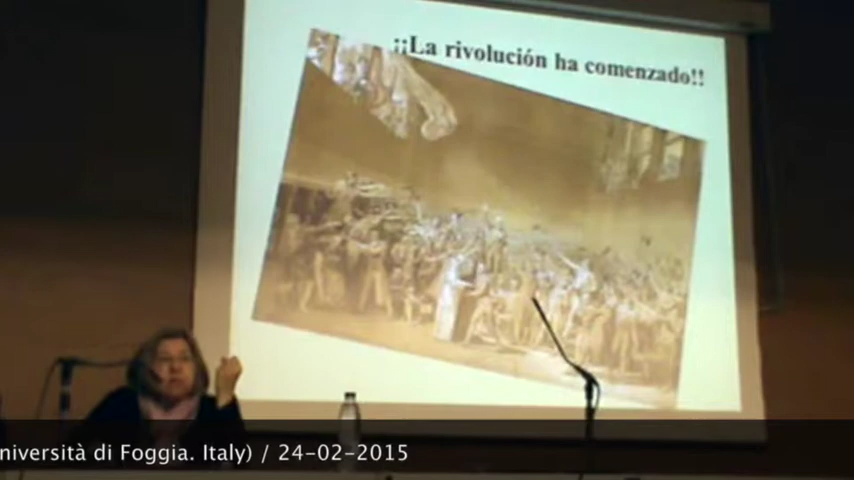 ¡¡La rivolución ha comenzado!!
niversità di Foggia. Italy) / 24-02-2015